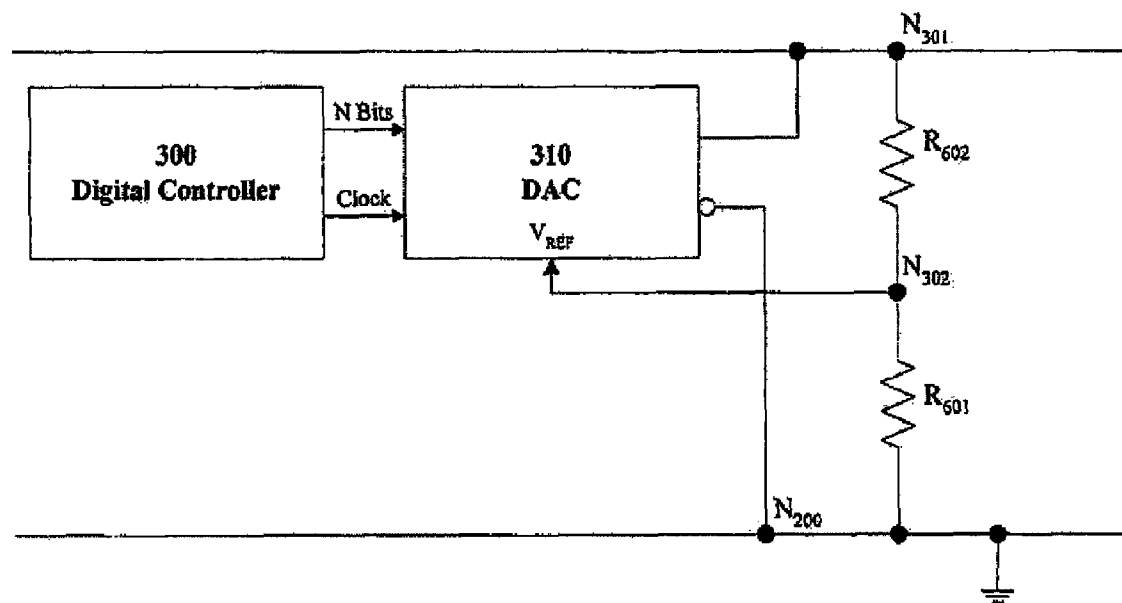 N301
N Bits
300
Digital Controller
310
DAC
R602
Clock
VREF
N302
R601
N200